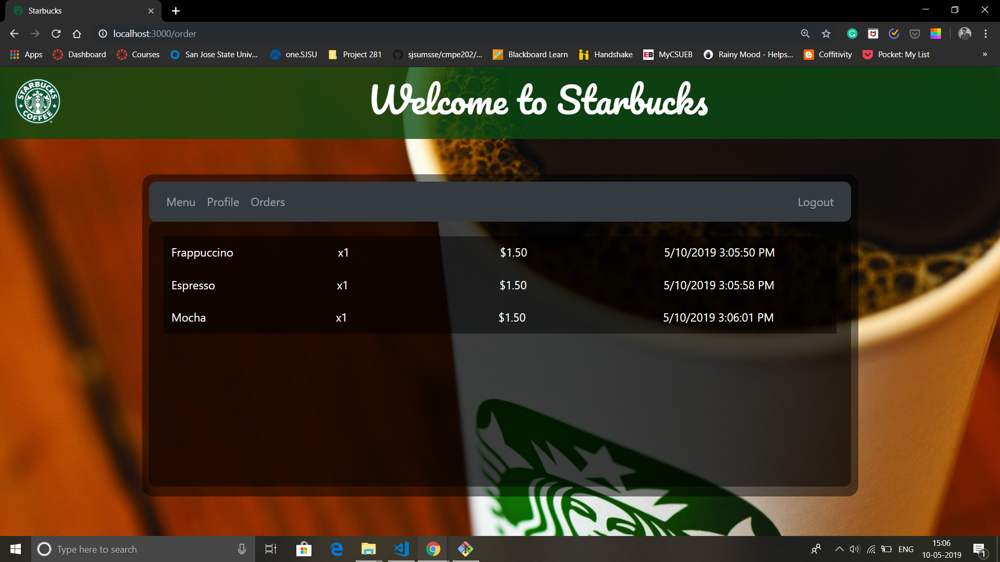 Starbucks
localhost:3000/order
Apps Dashboard Courses San Jose State Univ... one.SJSU Project 281 sjsumsse/cmpe202/... Blackboard Learn EB MyCSUEB Handshake Rainy Mood - Helps... Coffitivity Pocket: My List »
STARBUCKS COFFEE
Welcome to Starbucks
Menu Profile Orders Logout
Frappuccino x1 $1.50 5/10/2019 3:05:50 PM
Espresso x1 $1.50 5/10/2019 3:05:58 PM
Mocha x1 $1.50 5/10/2019 3:06:01 PM
Type here to search
ENG
15:06
10-05-2019
1